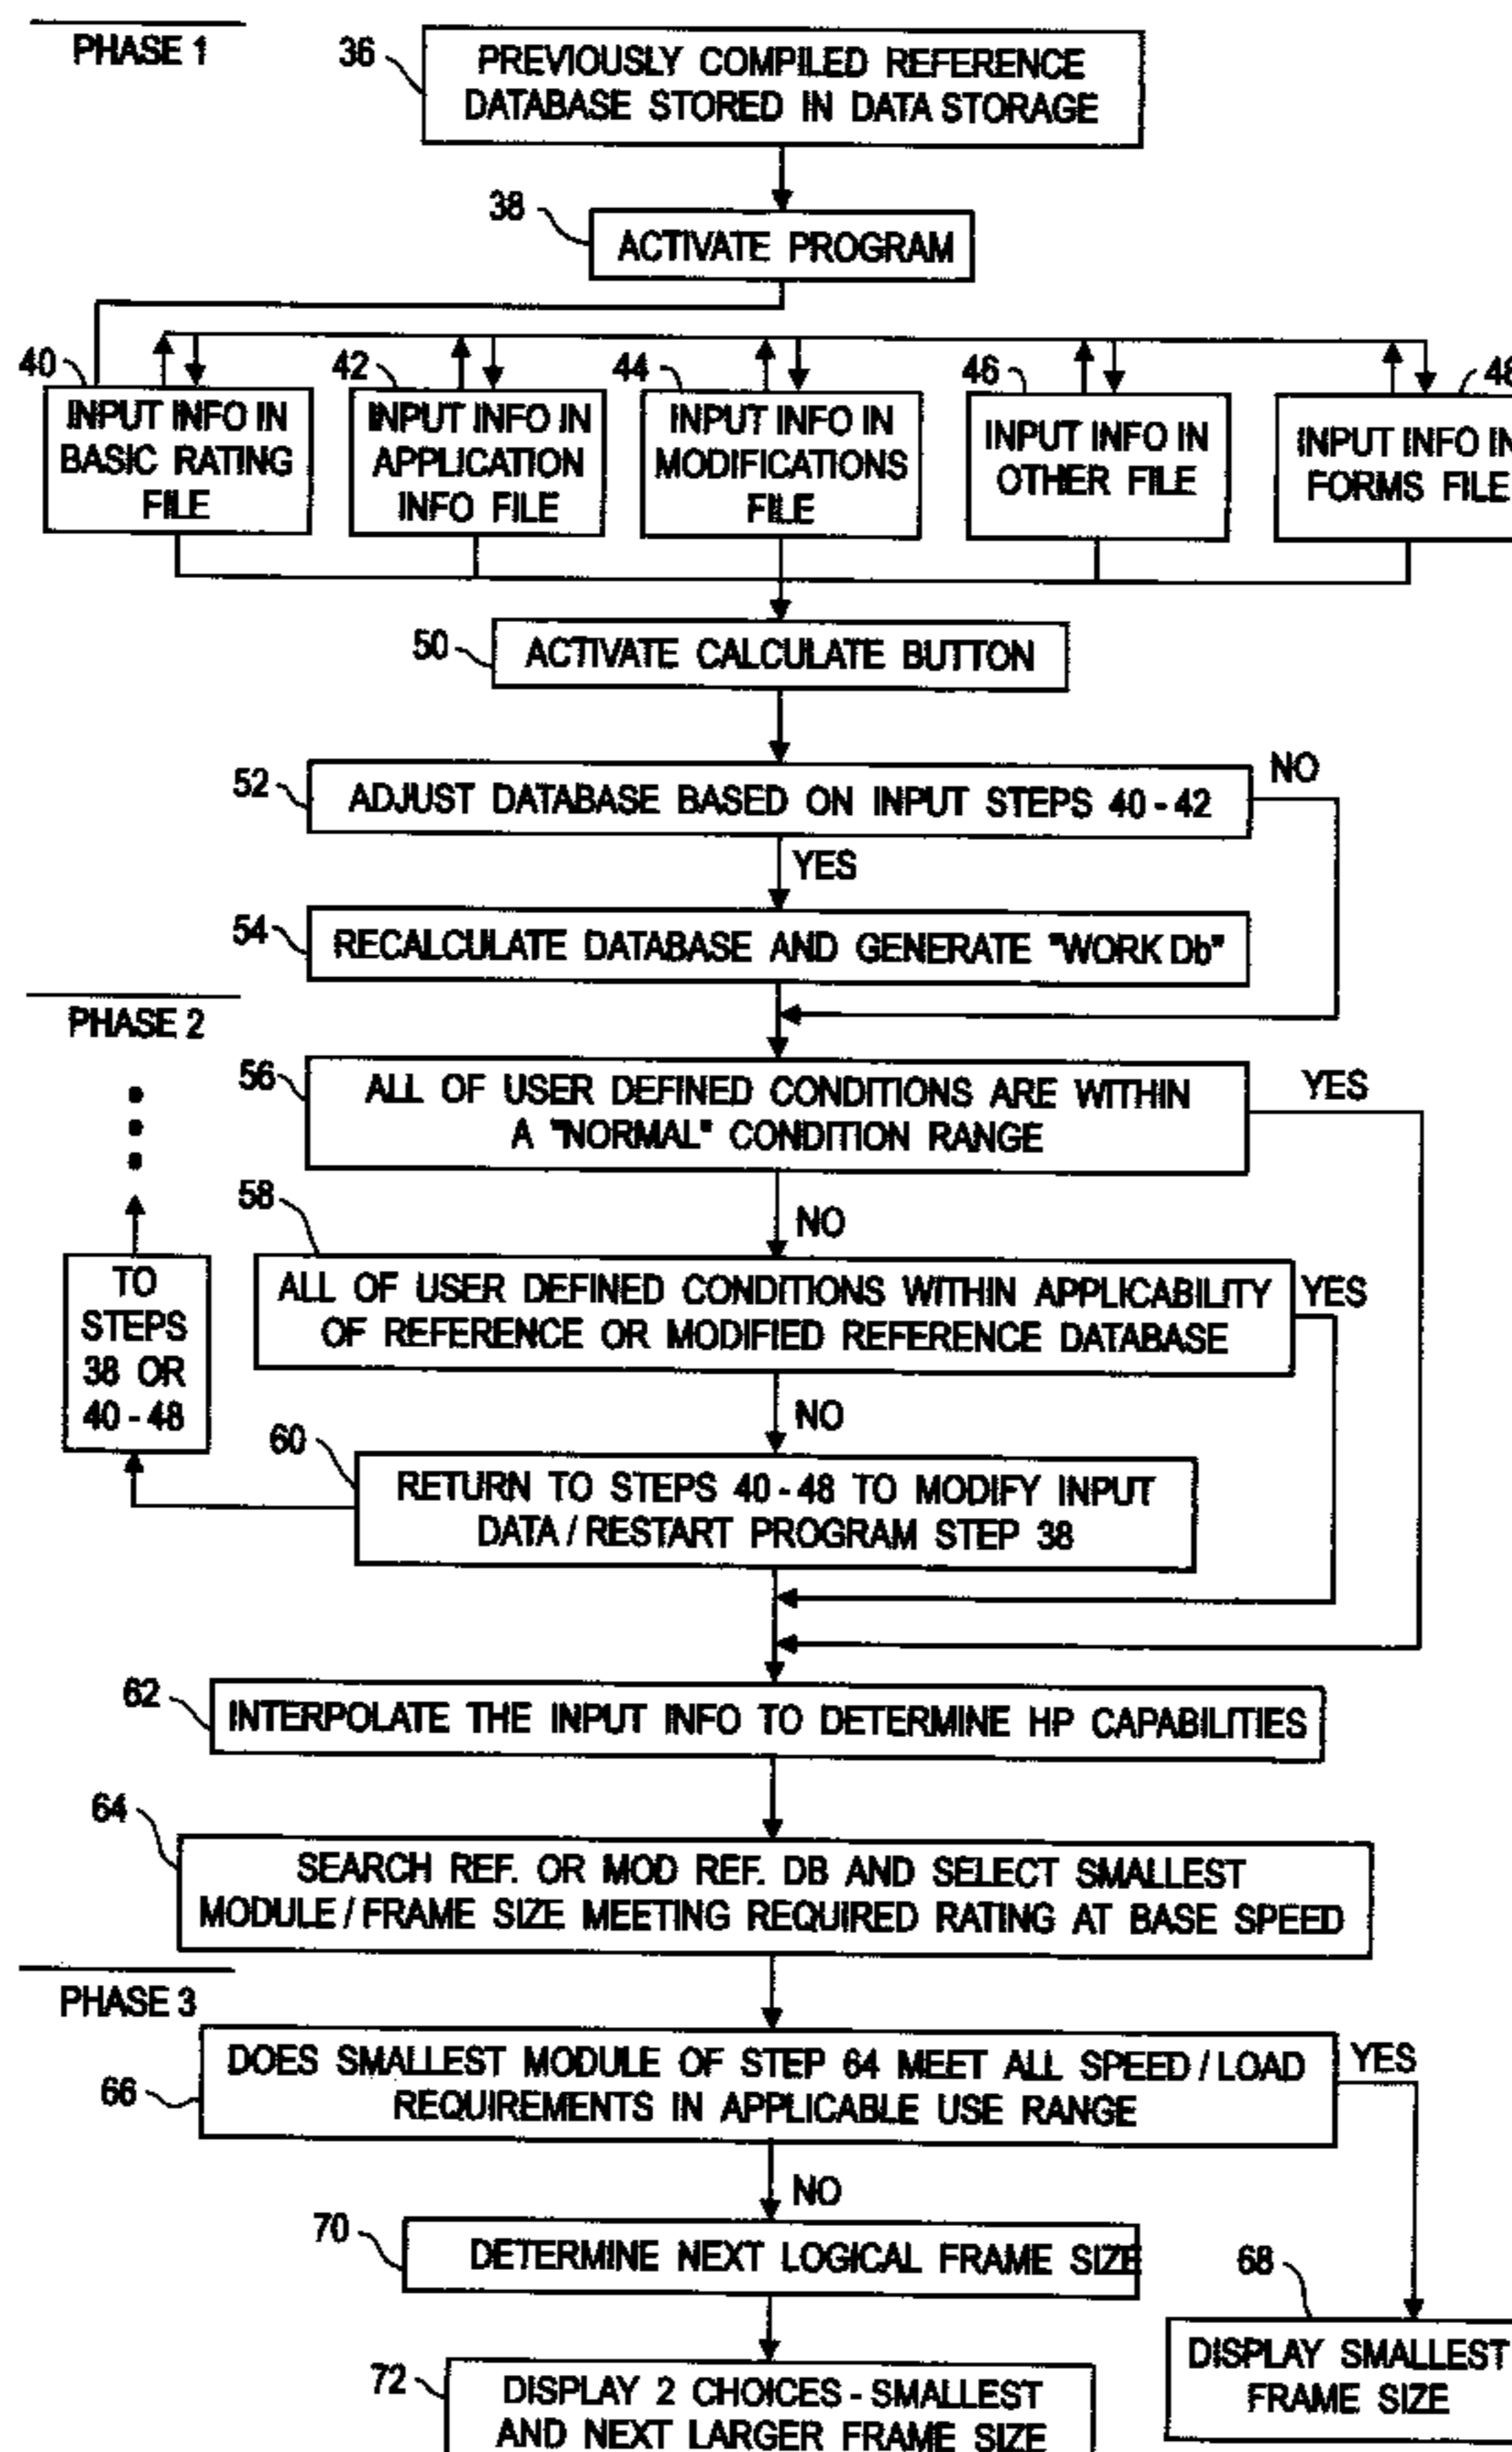 PHASE 1
36
PREVIOUSLY COMPILED REFERENCE
DATABASE STORED IN DATA STORAGE
38
ACTIVATE PROGRAM
40
INPUT INFO IN
BASIC RATING
FILE
42
INPUT INFO IN
APPLICATION
INFO FILE
44
INPUT INFO IN
MODIFICATIONS
FILE
46
INPUT INFO IN
OTHER FILE
48
INPUT INFO IN
FORMS FILE
50
ACTIVATE CALCULATE BUTTON
52
ADJUST DATABASE BASED ON INPUT STEPS 40 - 42
NO
YES
54
RECALCULATE DATABASE AND GENERATE "WORK Db"
PHASE 2
56
ALL OF USER DEFINED CONDITIONS ARE WITHIN
A "NORMAL" CONDITION RANGE
YES
NO
58
ALL OF USER DEFINED CONDITIONS WITHIN APPLICABILITY
OF REFERENCE OR MODIFIED REFERENCE DATABASE
YES
NO
TO
STEPS
38 OR
40 - 48
60
RETURN TO STEPS 40 - 48 TO MODIFY INPUT
DATA / RESTART PROGRAM STEP 38
62
INTERPOLATE THE INPUT INFO TO DETERMINE HP CAPABILITIES
64
SEARCH REF. OR MOD REF. DB AND SELECT SMALLEST
MODULE / FRAME SIZE MEETING REQUIRED RATING AT BASE SPEED
PHASE 3
66
DOES SMALLEST MODULE OF STEP 64 MEET ALL SPEED / LOAD
REQUIREMENTS IN APPLICABLE USE RANGE
YES
NO
70
DETERMINE NEXT LOGICAL FRAME SIZE
68
DISPLAY SMALLEST
FRAME SIZE
72
DISPLAY 2 CHOICES - SMALLEST
AND NEXT LARGER FRAME SIZE